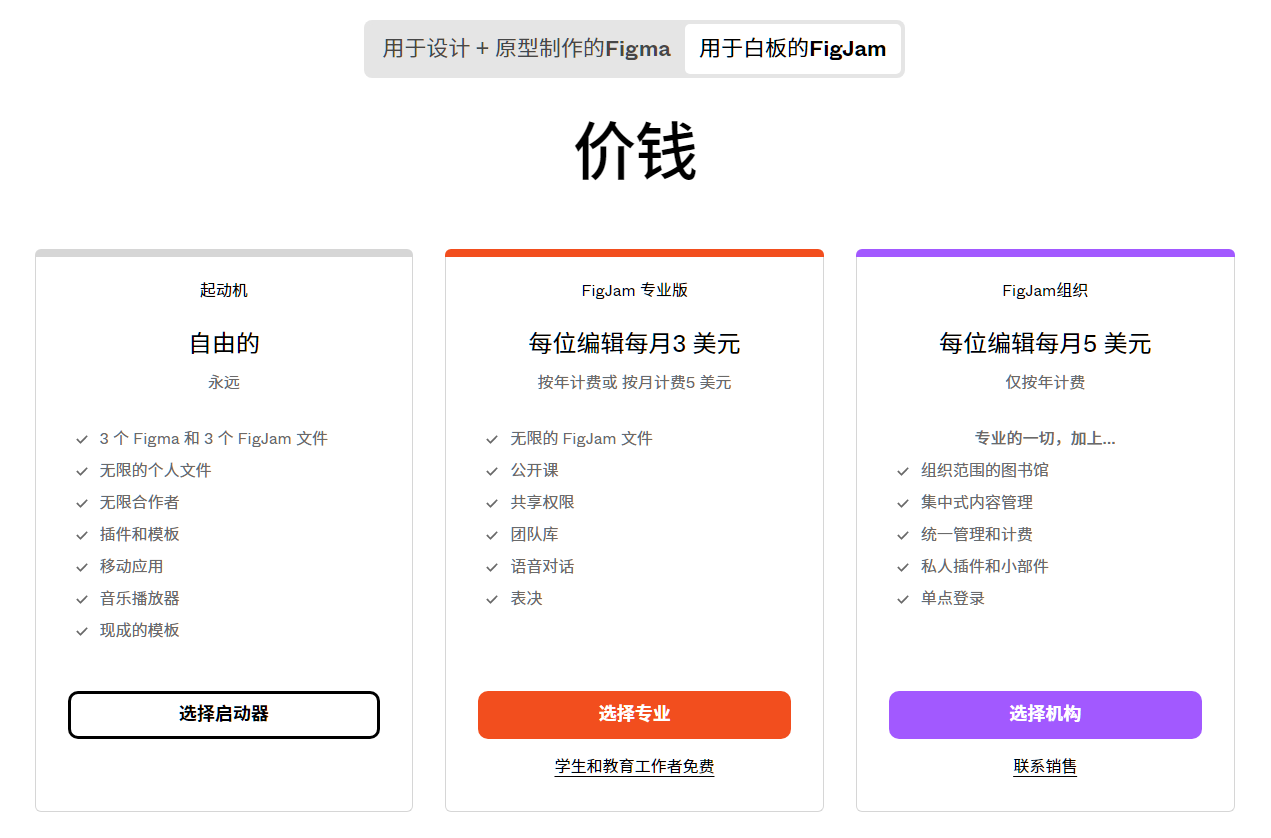 用于设计 + 原型制作的Figma
用于白板的FigJam
价钱
起动机
自由的
永远
3 个 Figma 和 3 个 FigJam 文件
无限的个人文件
无限合作者
插件和模板
移动应用
音乐播放器
现成的模板
选择启动器
FigJam 专业版
每位编辑每月3 美元
按年计费或 按月计费5 美元
无限的 FigJam 文件
公开课
共享权限
团队库
语音对话
表决
选择专业
学生和教育工作者免费
FigJam组织
每位编辑每月5 美元
仅按年计费
专业的一切，加上...
组织范围的图书馆
集中式内容管理
统一管理和计费
私人插件和小部件
单点登录
选择机构
联系销售